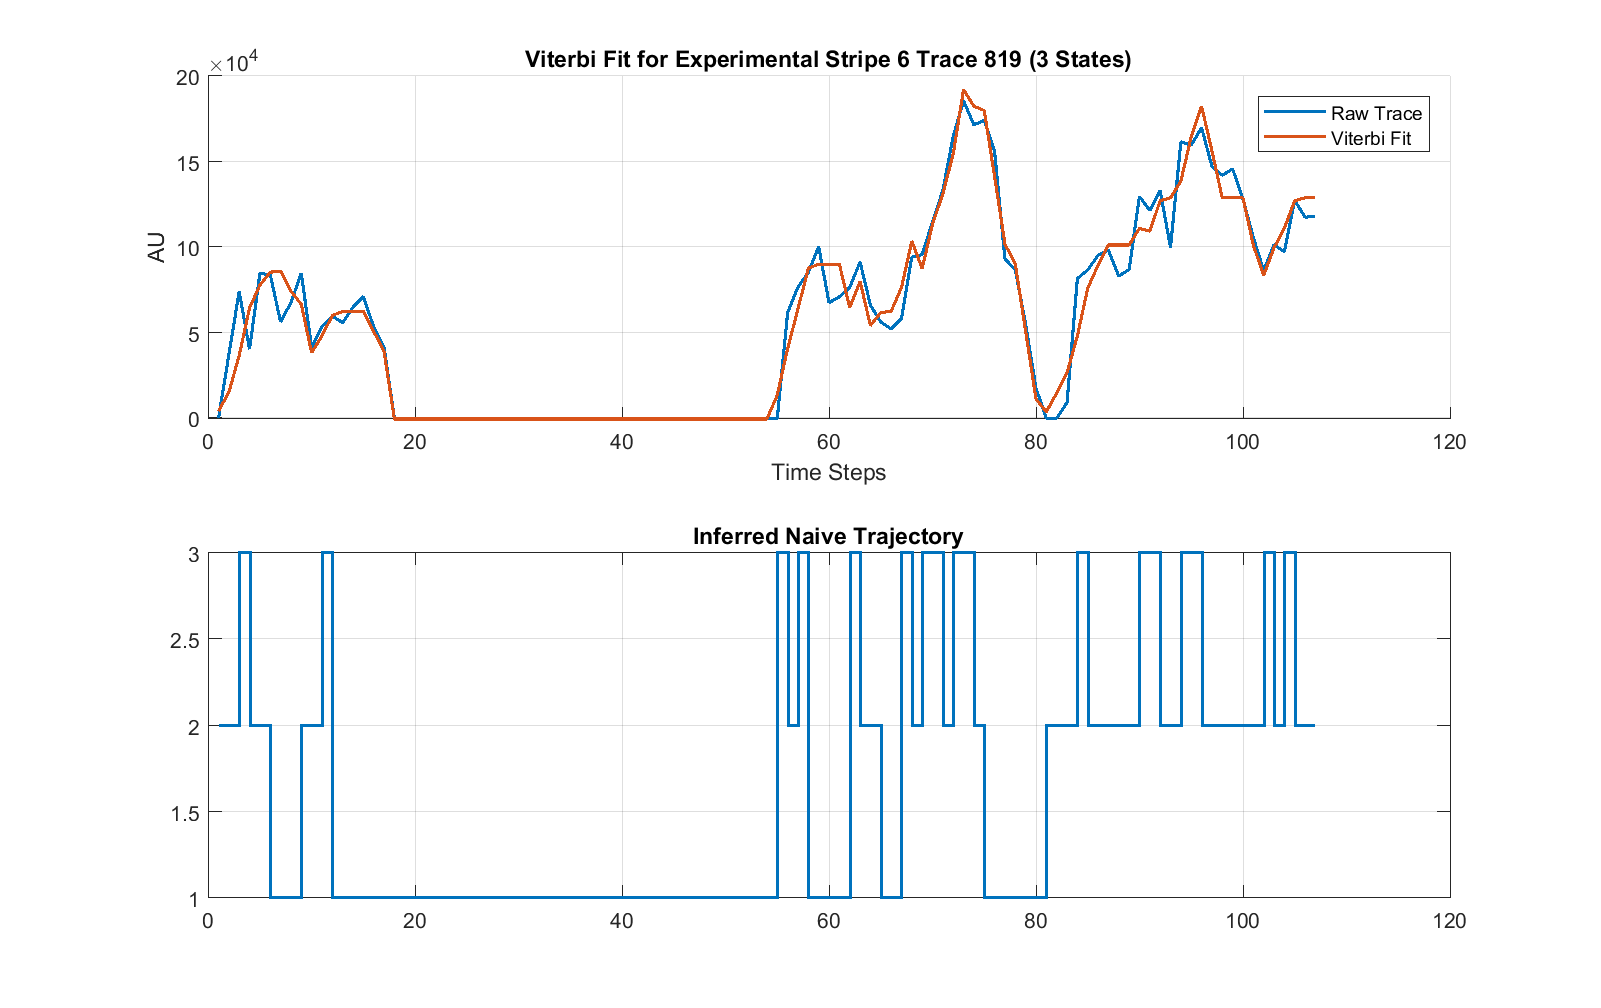 Viterbi Fit for Experimental Stripe 6 Trace 819 (3 States)
×10^4
20
15
10
5
0
AU
Raw Trace
Viterbi Fit
0 20 40 60 80 100 120
Time Steps
Inferred Naive Trajectory
3
2.5
2
1.5
1
0 20 40 60 80 100 120